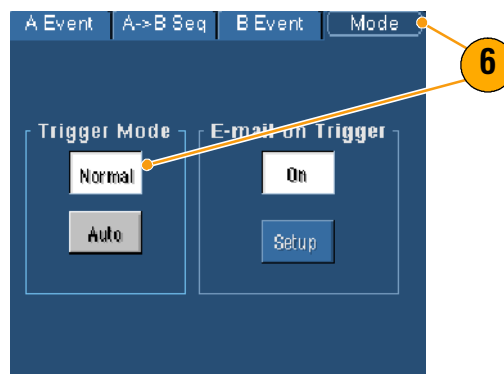 A Event A->B Seq B Event Mode
6
Trigger Mode E-mail on Trigger
Normal On
Auto Setup